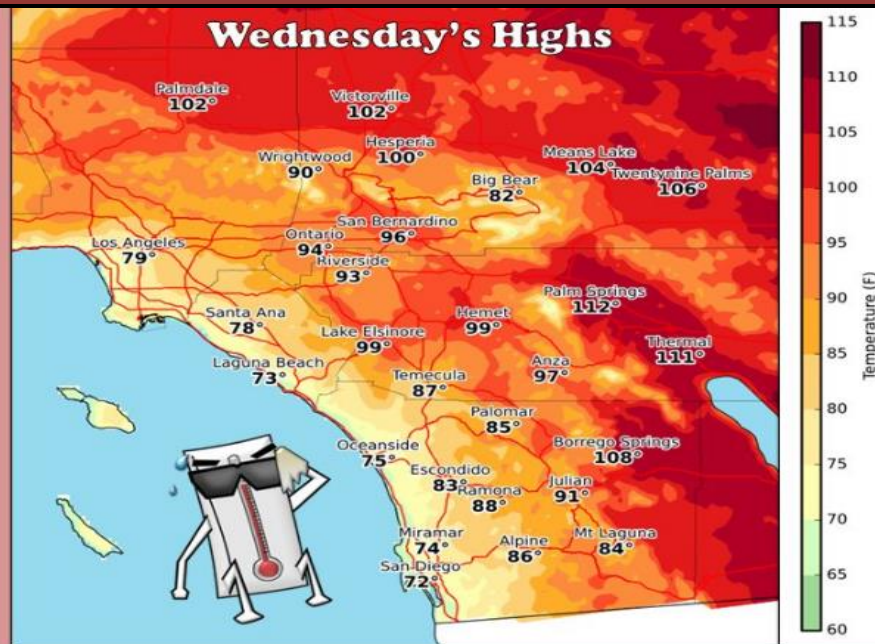 Wednesday's Highs
Palmdale
102°
Victorville
102°
Hesperia
100°
Wrightwood
90°
Means Lake
104°
Twentynine Palms
106°
Big Bear
82°
San Bernardino
96°
Ontario
94°
Los Angeles
79°
Riverside
93°
Palm Springs
112°
Santa Ana
78°
Hemet
99°
Lake Elsinore
99°
Thermal
111°
Laguna Beach
73°
Anza
97°
Temecula
87°
Palomar
85°
Oceanside
75°
Borrego Springs
108°
Escondido
83°
Ramona
88°
Julian
91°
Miramar
74°
Alpine
86°
Mt Laguna
84°
San Diego
72°
115
110
105
100
95
90
85
80
75
70
65
60
Temperature (F)